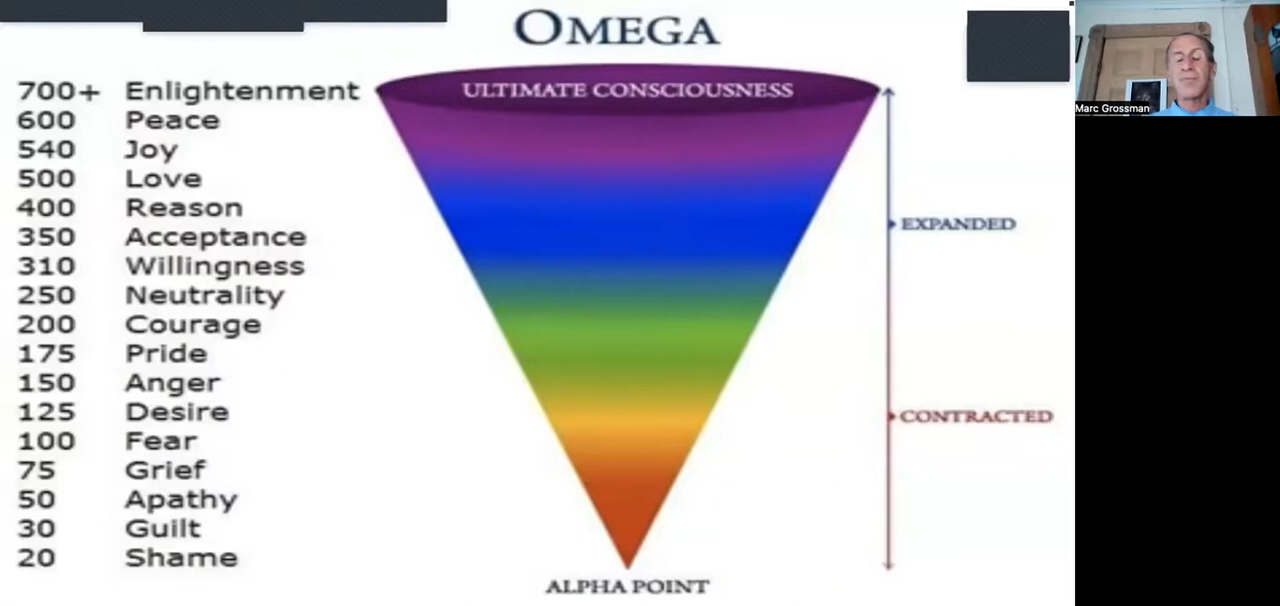 OMEGA
ULTIMATE CONSCIOUSNESS
700+ Enlightenment
600 Peace
540 Joy
500 Love
400 Reason
350 Acceptance
310 Willingness
250 Neutrality
200 Courage
175 Pride
150 Anger
125 Desire
100 Fear
75 Grief
50 Apathy
30 Guilt
20 Shame
EXPANDED
CONTRACTED
ALPHA POINT
Marc Grossman